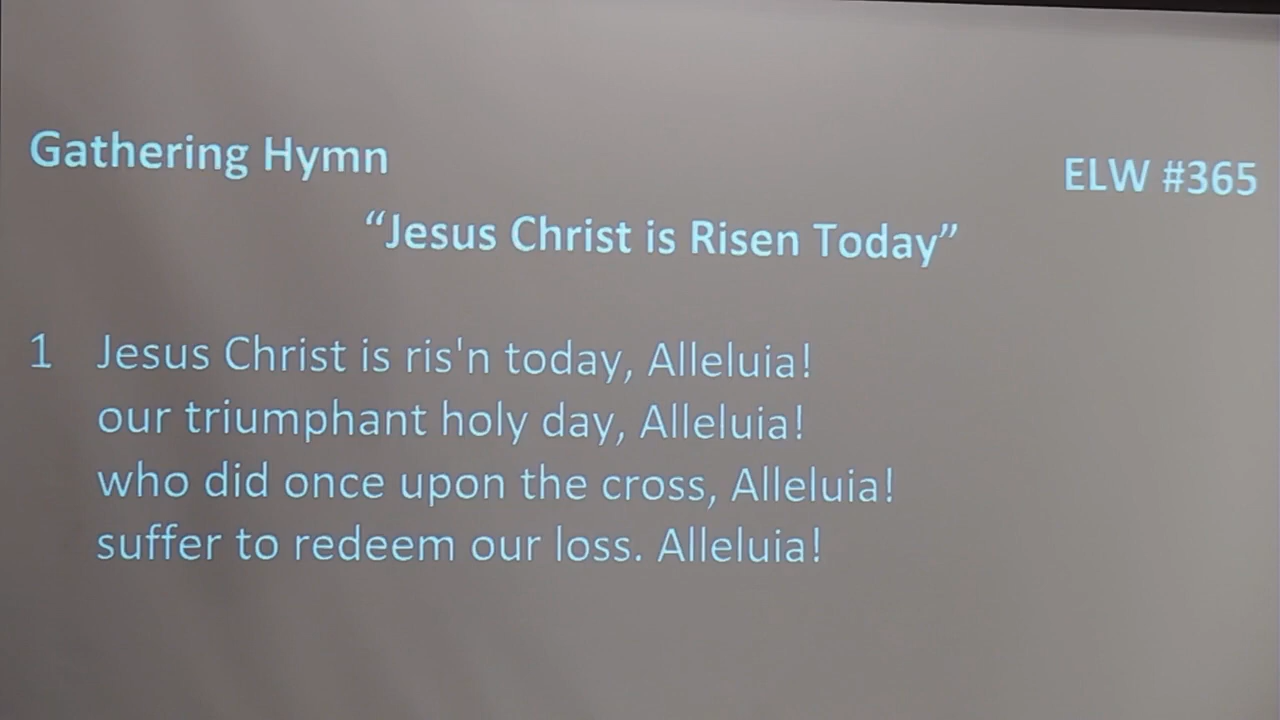 Gathering Hymn ELW #365
“Jesus Christ is Risen Today”
1 Jesus Christ is ris'n today, Alleluia!
our triumphant holy day, Alleluia!
who did once upon the cross, Alleluia!
suffer to redeem our loss. Alleluia!